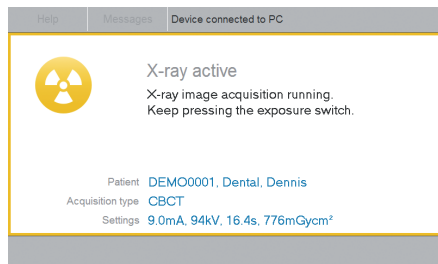 Help Messages Device connected to PC
X-ray active
X-ray image acquisition running.
Keep pressing the exposure switch.
Patient DEMO0001, Dental, Dennis
Acquisition type CBCT
Settings 9.0mA, 94kV, 16.4s, 776mGycm²